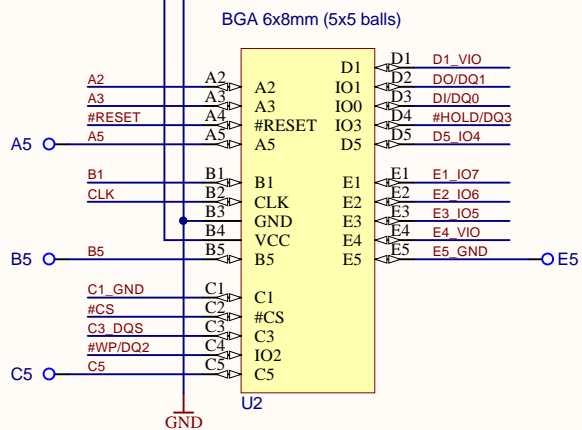 BGA 6x8mm (5x5 balls)
D1 D1 D1_VIO
A2 A2 A2 IO1 D2 DO/DQ1
A3 A3 A3 IO0 D3 DI/DQ0
#RESET A4 #RESET IO3 D4 #HOLD/DQ3
A5 A5 A5 A5 D5 D5 D5_IO4
B1 B1 B1 E1 E1 E1_IO7
CLK B2 CLK E2 E2 E2_IO6
B3 GND E3 E3 E3_IO5
B4 VCC E4 E4 E4_VIO
B5 B5 B5 B5 E5 E5 E5_GND E5
C1_GND C1 C1
#CS C2 #CS
C3_DQS C3 C3
#WP/DQ2 C4 IO2
C5 C5 C5 C5
U2
GND